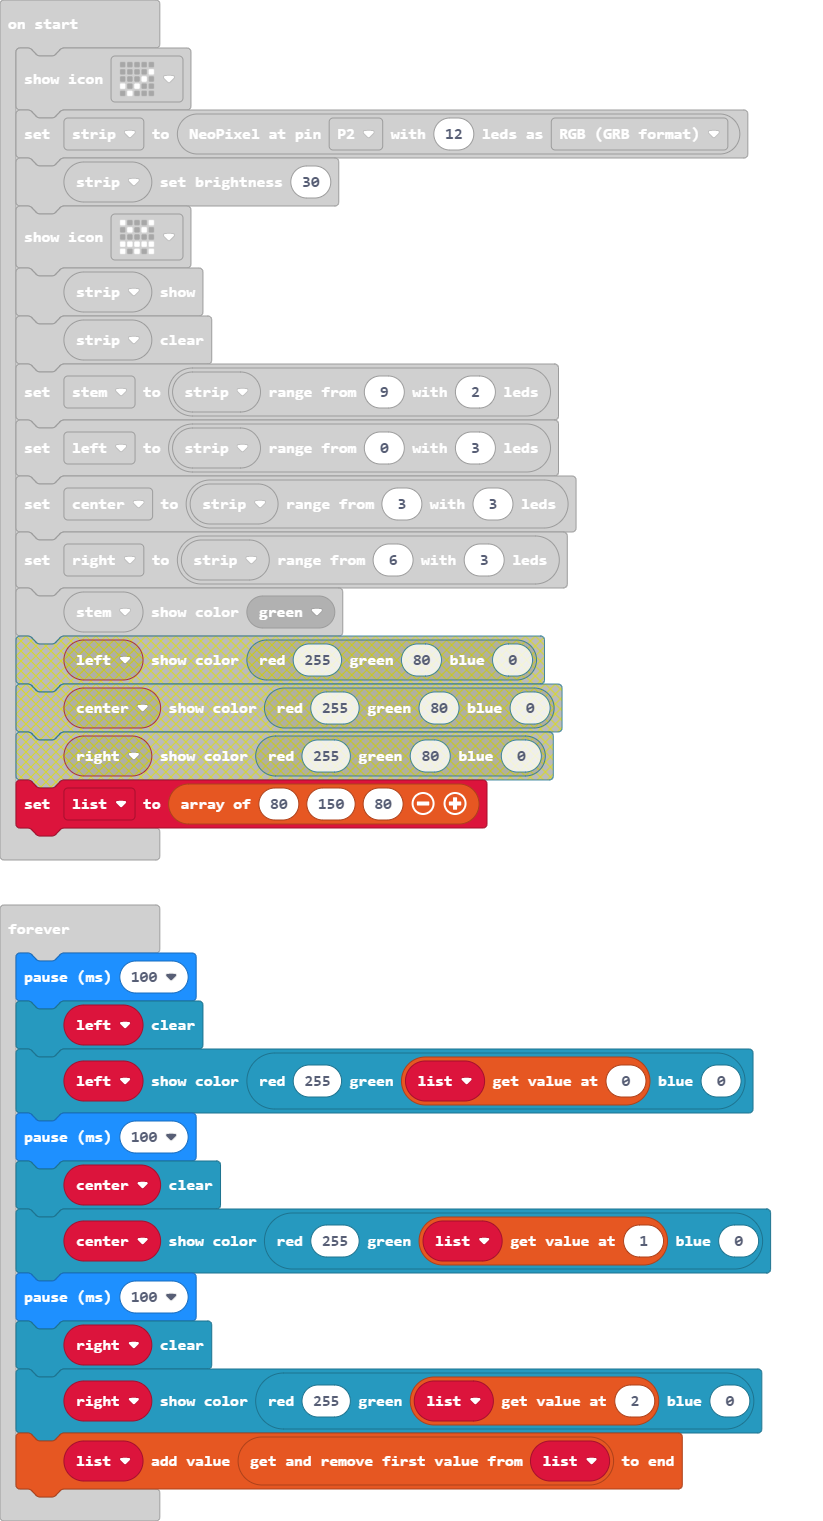 on start
show icon
set strip to NeoPixel at pin P2 with 12 leds as RGB (GRB format)
strip set brightness 30
show icon
strip show
strip clear
set stem to strip range from 9 with 2 leds
set left to strip range from 0 with 3 leds
set center to strip range from 3 with 3 leds
set right to strip range from 6 with 3 leds
stem show color green
left show color red 255 green 80 blue 0
center show color red 255 green 80 blue 0
right show color red 255 green 80 blue 0
set list to array of 80 150 80
forever
pause (ms) 100
left clear
left show color red 255 green list get value at 0 blue 0
pause (ms) 100
center clear
center show color red 255 green list get value at 1 blue 0
pause (ms) 100
right clear
right show color red 255 green list get value at 2 blue 0
list add value get and remove first value from list to end